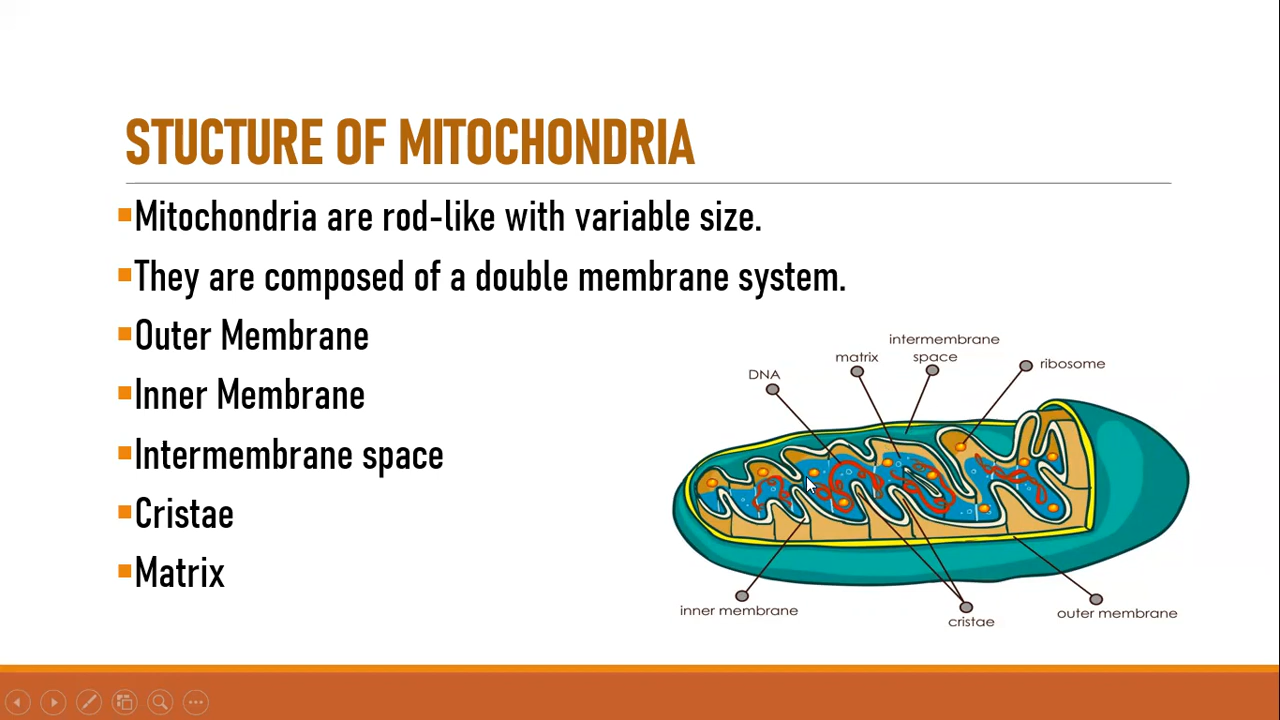 STUCTURE OF MITOCHONDRIA
Mitochondria are rod-like with variable size.
They are composed of a double membrane system.
Outer Membrane
Inner Membrane
Intermembrane space
Cristae
Matrix
intermembrane
space
matrix
ribosome
DNA
inner membrane
cristae
outer membrane